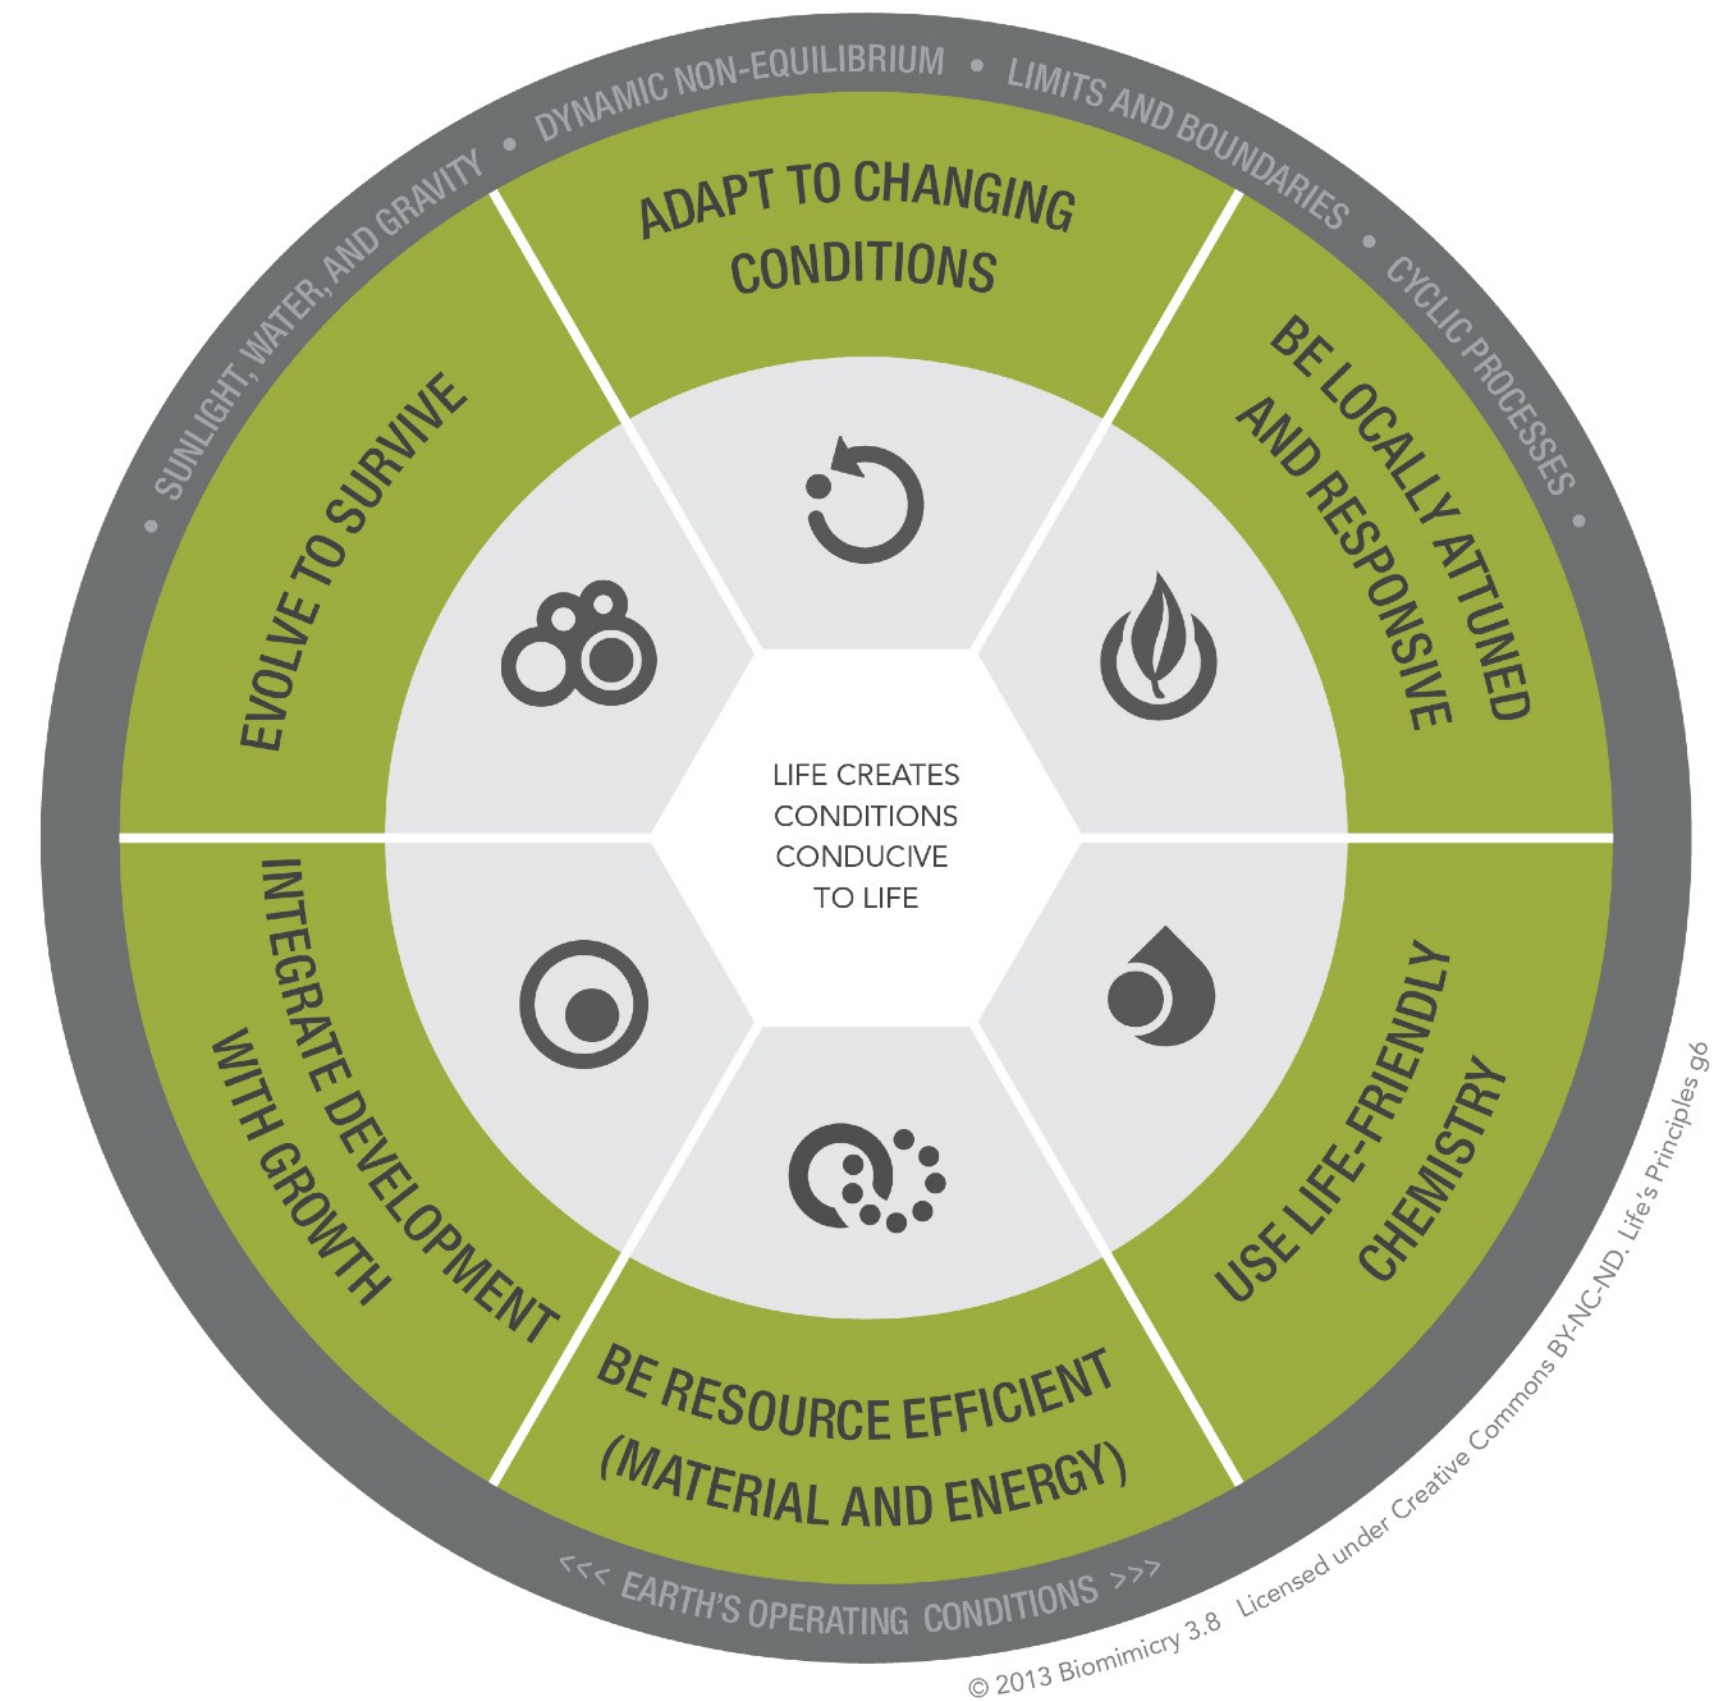 • SUNLIGHT, WATER, AND GRAVITY • DYNAMIC NON-EQUILIBRIUM • LIMITS AND BOUNDARIES • CYCLIC PROCESSES •
ADAPT TO CHANGING
CONDITIONS
BE LOCALLY ATTUNED
AND RESPONSIVE
USE LIFE-FRIENDLY
CHEMISTRY
BE RESOURCE EFFICIENT
(MATERIAL AND ENERGY)
INTEGRATE DEVELOPMENT
WITH GROWTH
EVOLVE TO SURVIVE
LIFE CREATES
CONDITIONS
CONDUCIVE
TO LIFE
<<< EARTH'S OPERATING CONDITIONS >>>
© 2013 Biomimicry 3.8 Licensed under Creative Commons BY-NC-ND. Life's Principles g6